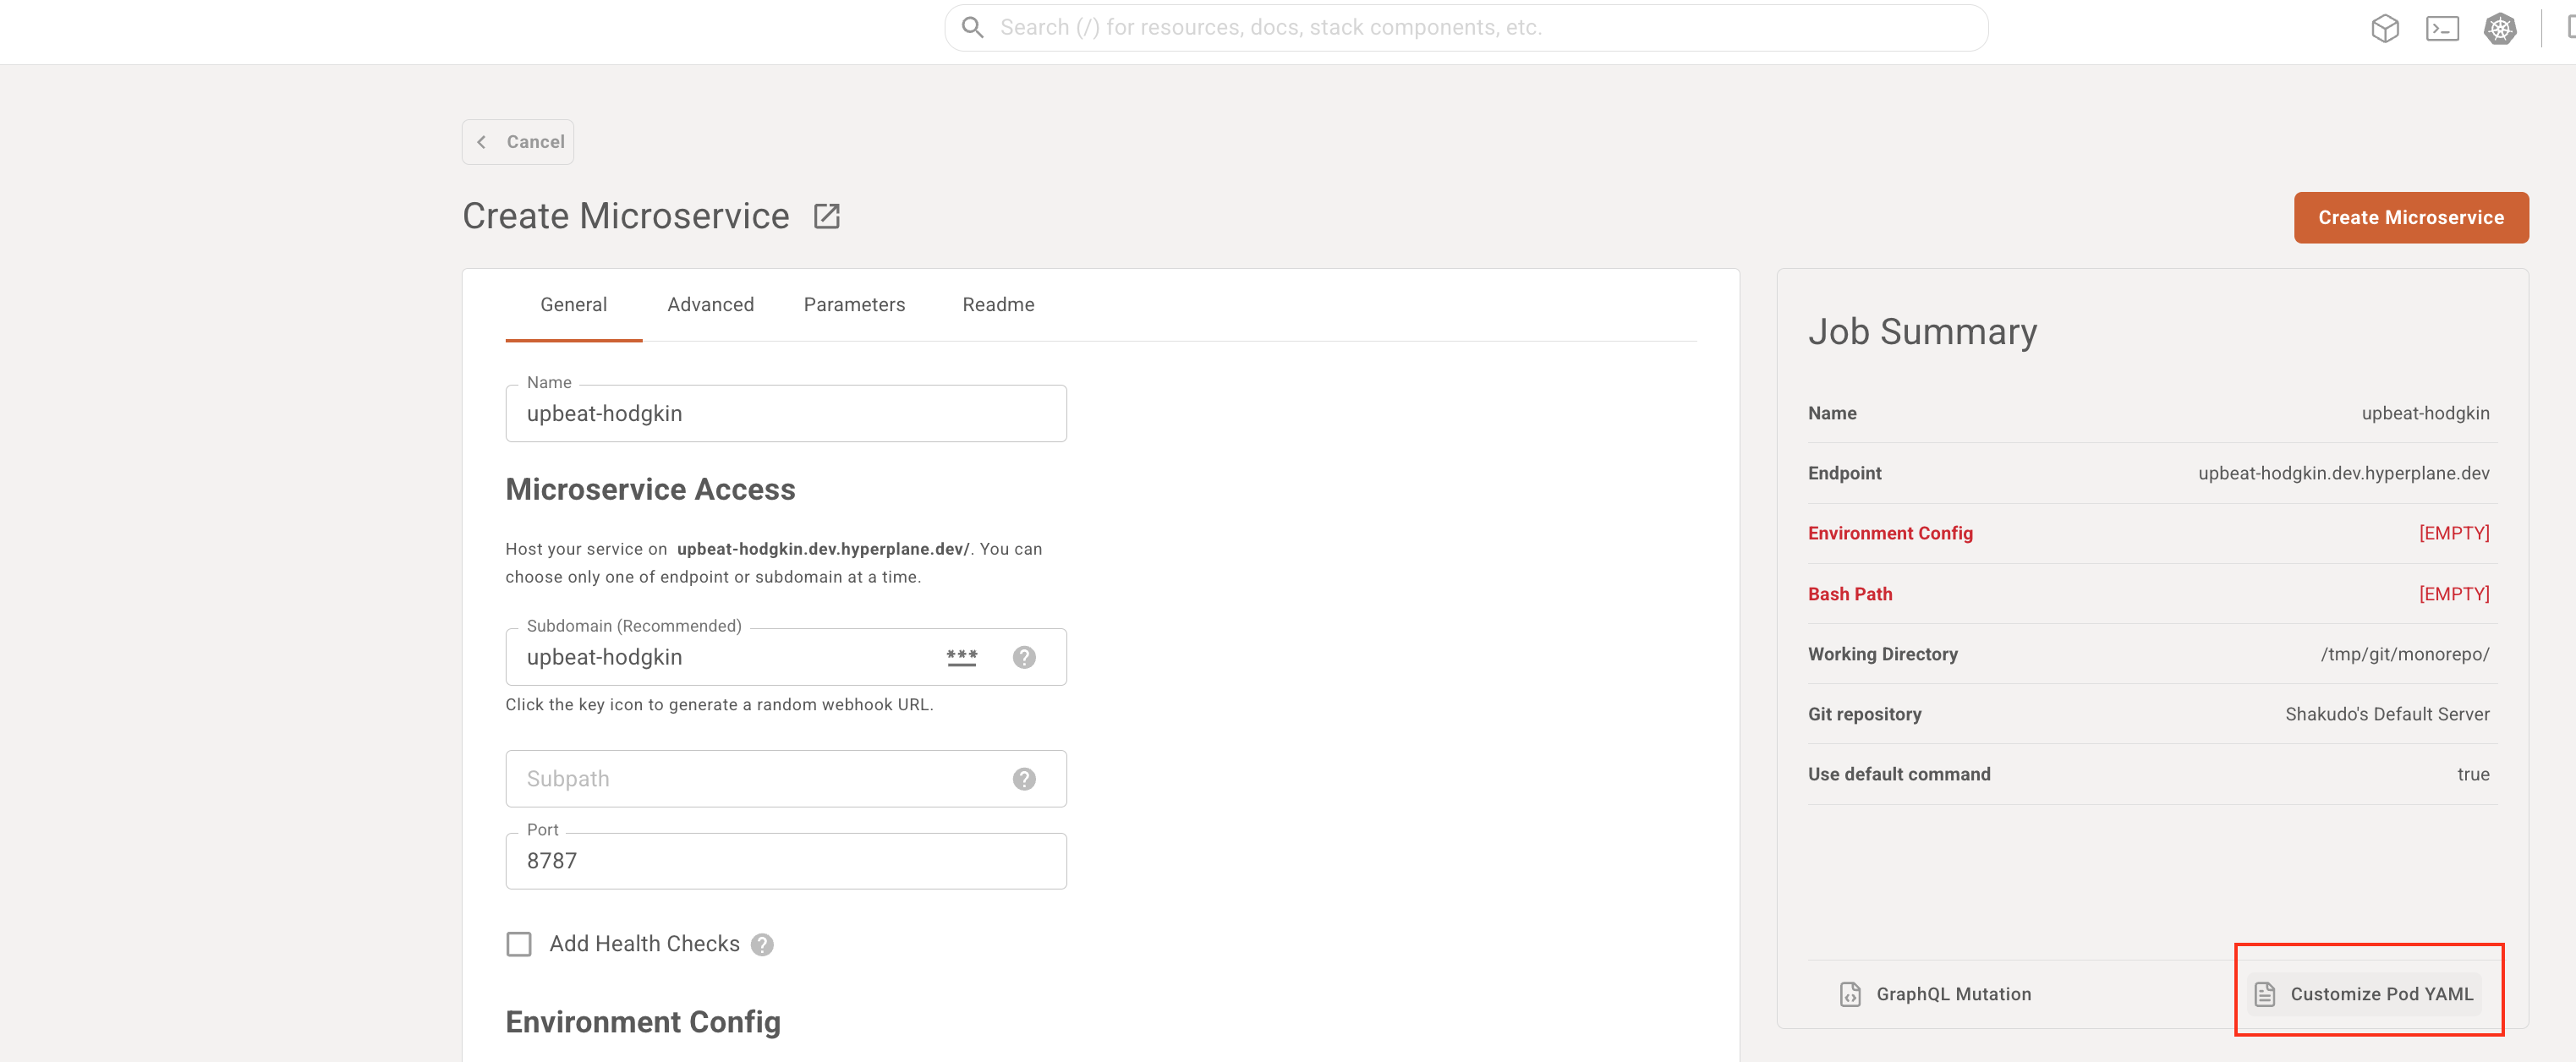 Search (/) for resources, docs, stack components, etc.
Cancel
Create Microservice
Create Microservice
General
Advanced
Parameters
Readme
Name
upbeat-hodgkin
Microservice Access
Host your service on upbeat-hodgkin.dev.hyperplane.dev/. You can
choose only one of endpoint or subdomain at a time.
Subdomain (Recommended)
upbeat-hodgkin
***
?
Click the key icon to generate a random webhook URL.
Subpath
?
Port
8787
Add Health Checks
?
Environment Config
Job Summary
Name upbeat-hodgkin
Endpoint upbeat-hodgkin.dev.hyperplane.dev
Environment Config [EMPTY]
Bash Path [EMPTY]
Working Directory /tmp/git/monorepo/
Git repository Shakudo's Default Server
Use default command true
GraphQL Mutation
Customize Pod YAML